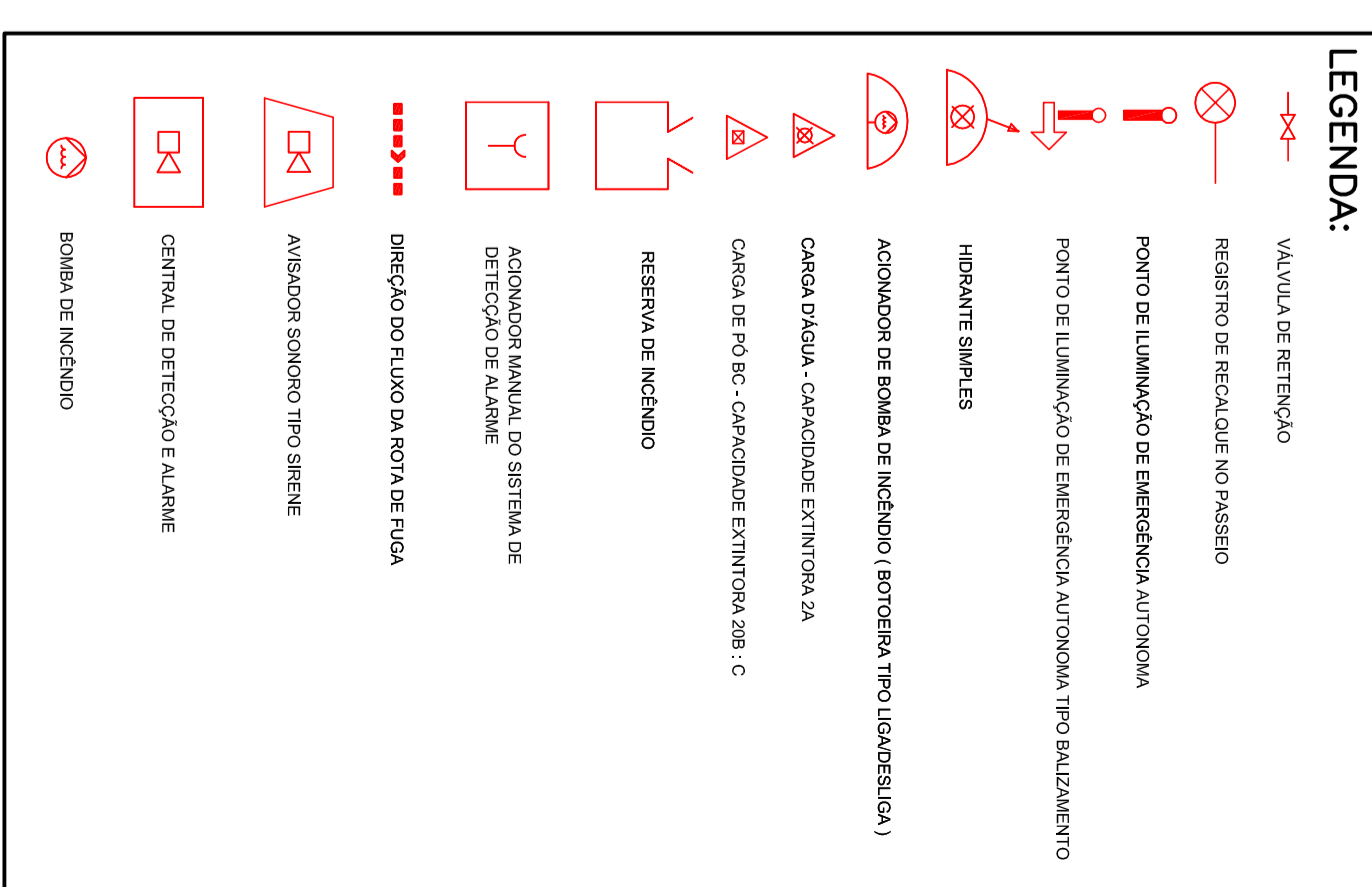 LEGENDA:
VÁLVULA DE RETENÇÃO
REGISTRO DE RECALQUE NO PASSEIO
PONTO DE ILUMINAÇÃO DE EMERGÊNCIA AUTONOMA
PONTO DE ILUMINAÇÃO DE EMERGÊNCIA AUTONOMA TIPO BALIZAMENTO
HIDRANTE SIMPLES
ACIONADOR DE BOMBA DE INCÊNDIO ( BOTOEIRA TIPO LIGA/DESLIGA )
CARGA D'ÁGUA - CAPACIDADE EXTINTORA 2A
CARGA DE PÓ BC - CAPACIDADE EXTINTORA 20B : C
RESERVA DE INCÊNDIO
ACIONADOR MANUAL DO SISTEMA DE
DETECÇÃO DE ALARME
DIREÇÃO DO FLUXO DA ROTA DE FUGA
AVISADOR SONORO TIPO SIRENE
CENTRAL DE DETECÇÃO E ALARME
BOMBA DE INCÊNDIO